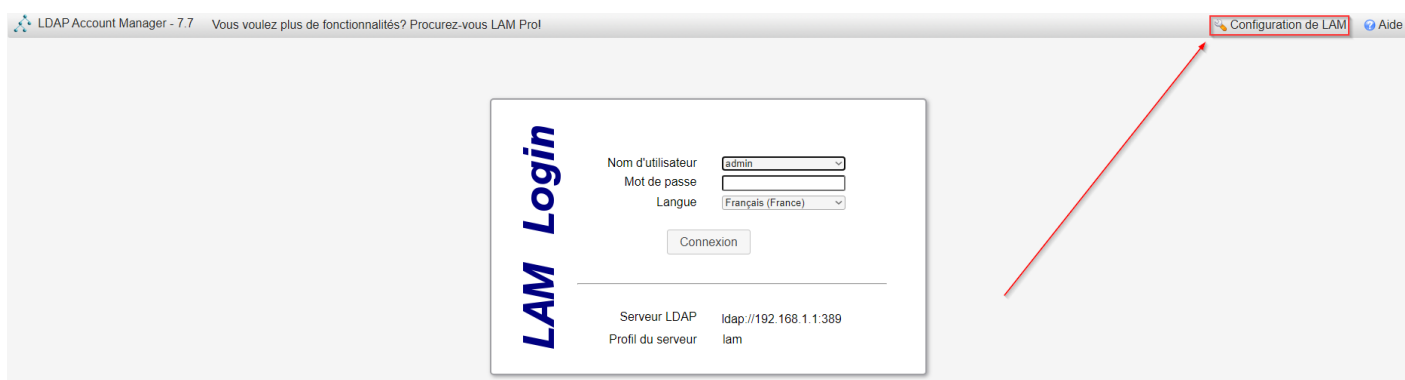 LDAP Account Manager - 7.7 Vous voulez plus de fonctionnalités? Procurez-vous LAM Pro! Configuration de LAM Aide
LAM Login
Nom d'utilisateur admin
Mot de passe
Langue Français (France)
Connexion
Serveur LDAP ldap://192.168.1.1:389
Profil du serveur lam